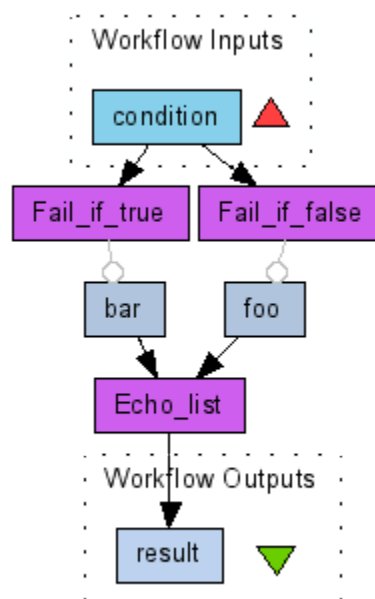 Workflow Inputs
condition
Fail_if_true
Fail_if_false
bar
foo
Echo_list
Workflow Outputs
result